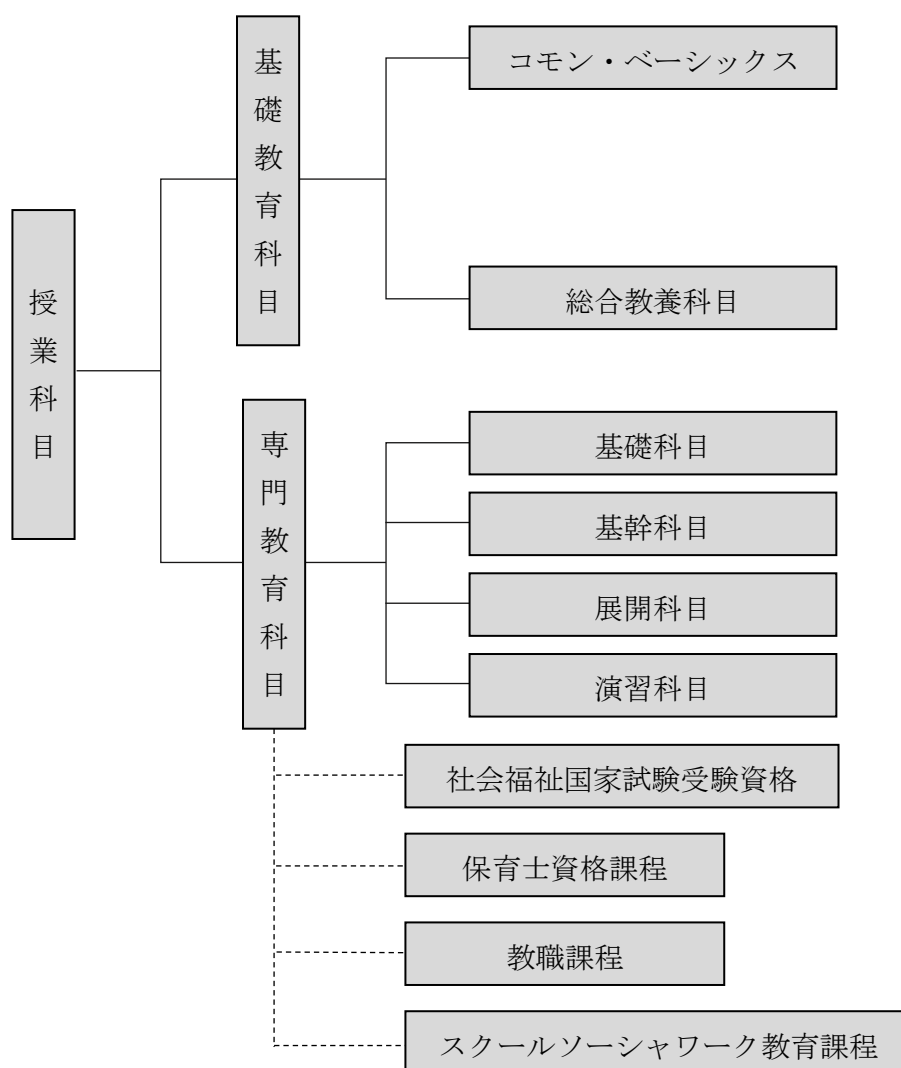 授業科目
基礎教育科目
コモン・ベーシックス
総合教養科目
専門教育科目
基礎科目
基幹科目
展開科目
演習科目
社会福祉国家試験受験資格
保育士資格課程
教職課程
スクールソーシャワーク教育課程